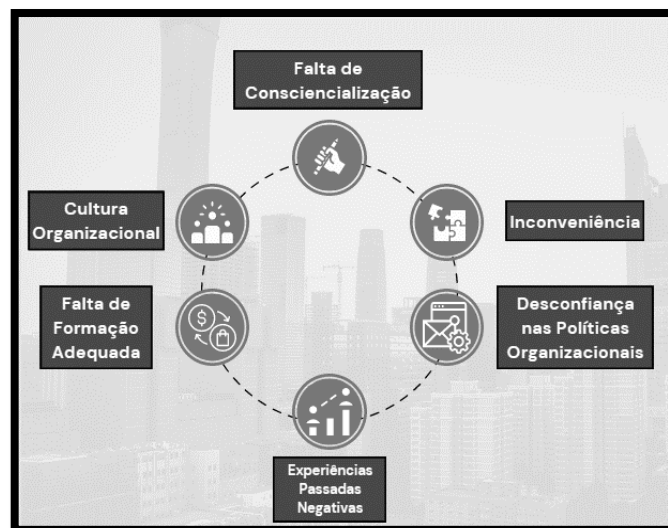 Falta de
Consciencialização
Cultura
Organizacional
Inconveniência
Falta de
Formação
Adequada
Desconfiança
nas Políticas
Organizacionais
Experiências
Passadas
Negativas